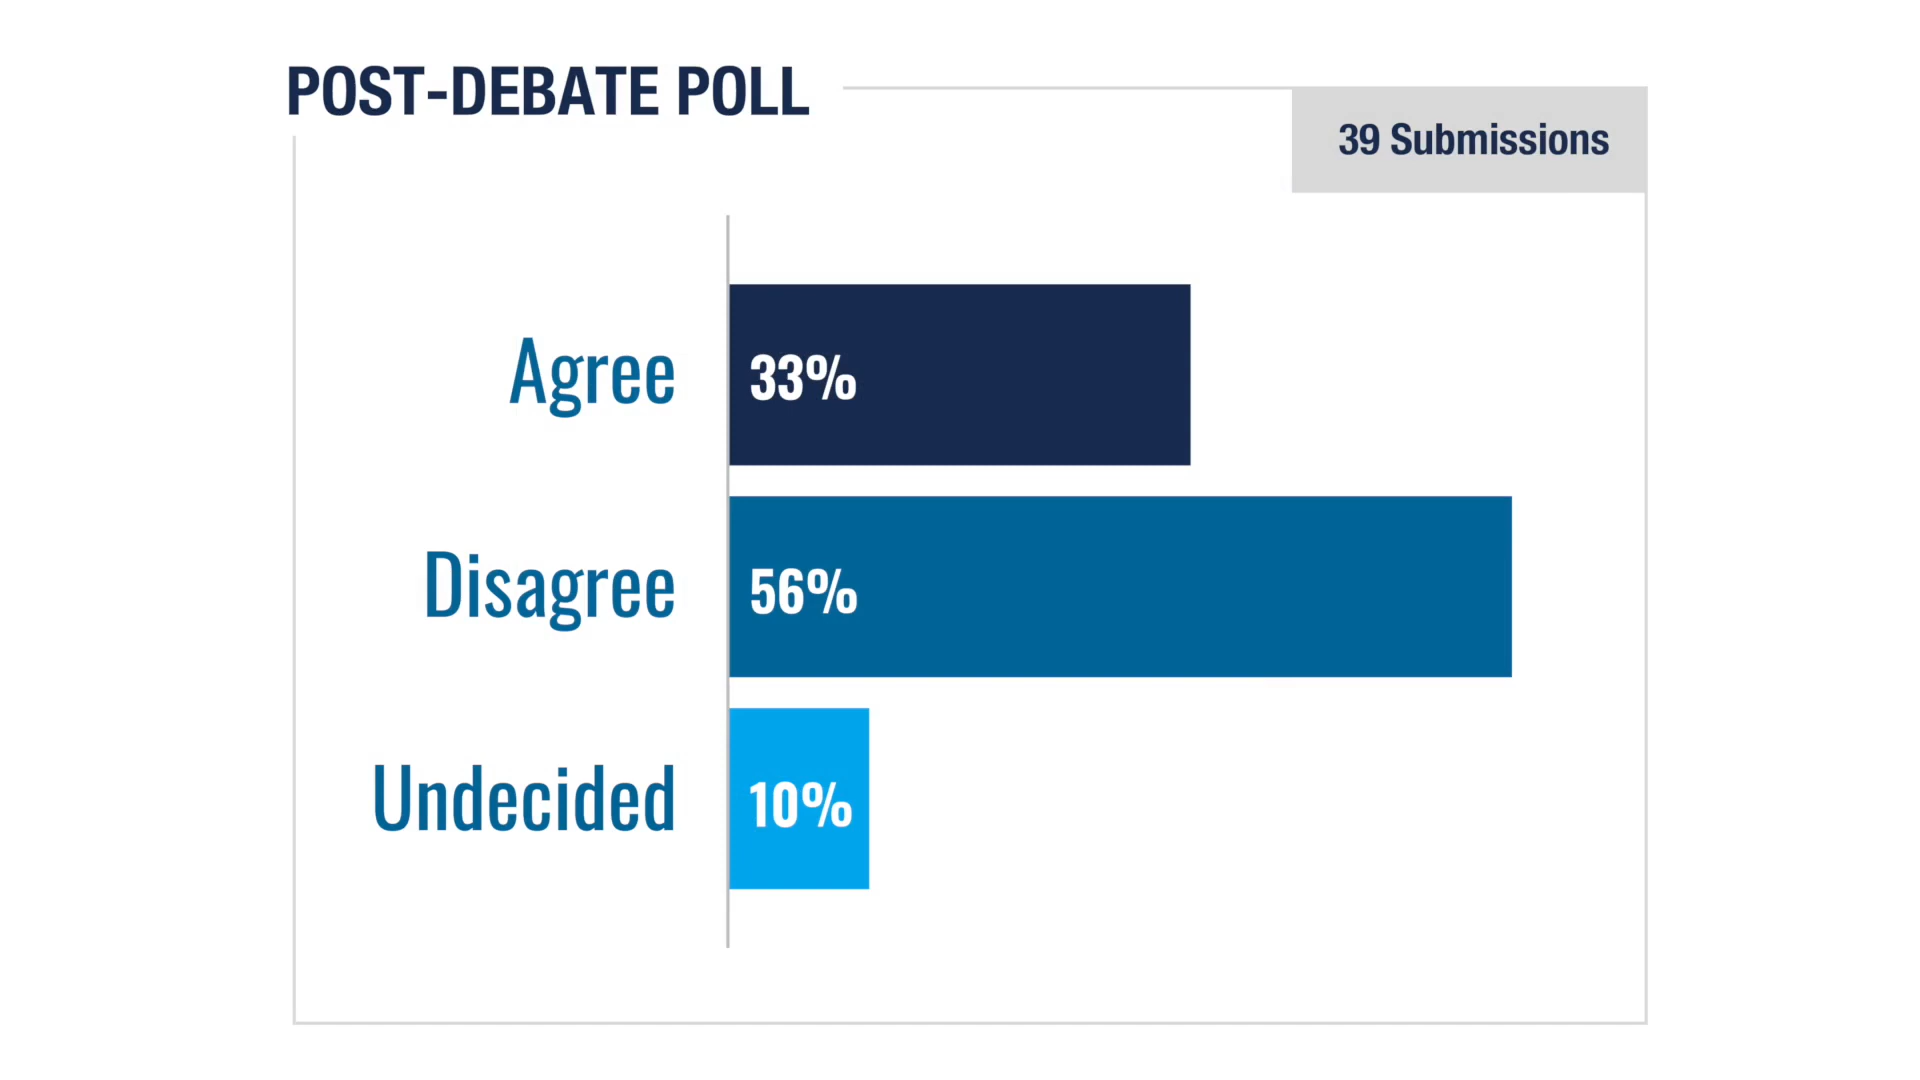 POST-DEBATE POLL
39 Submissions
Agree
33%
Disagree
56%
Undecided
10%